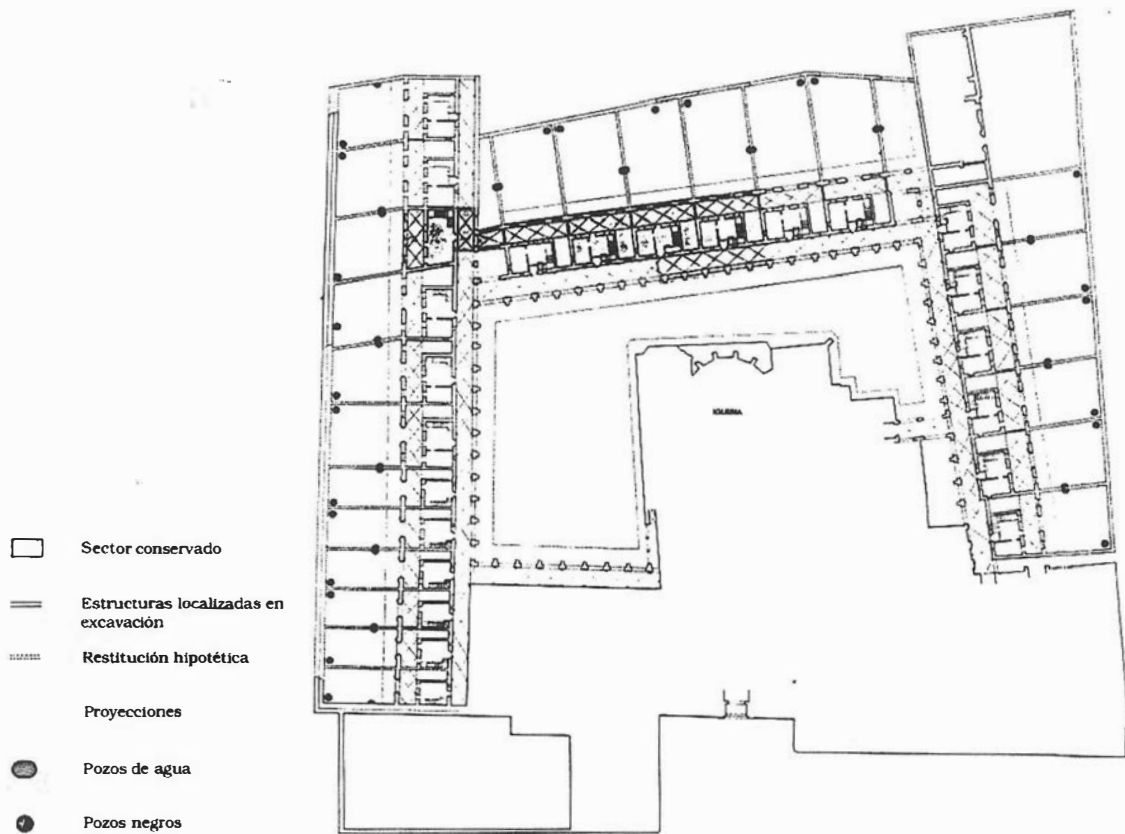 IGLESIA
Sector conservado
Estructuras localizadas en
excavación
Restitución hipotética
Proyecciones
Pozos de agua
Pozos negros